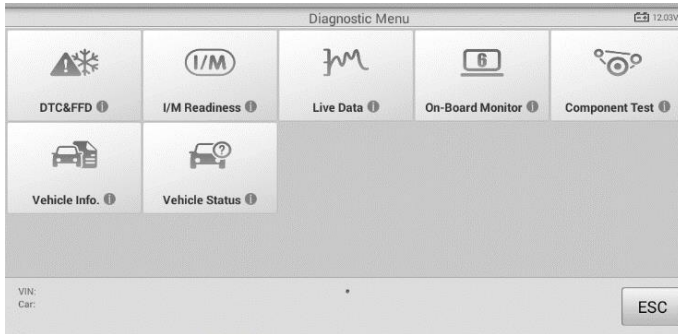 Diagnostic Menu
12.03V
I/M
6
DTC&FFD
I/M Readiness
Live Data
On-Board Monitor
Component Test
?
Vehicle Info.
Vehicle Status
VIN:
Car:
ESC